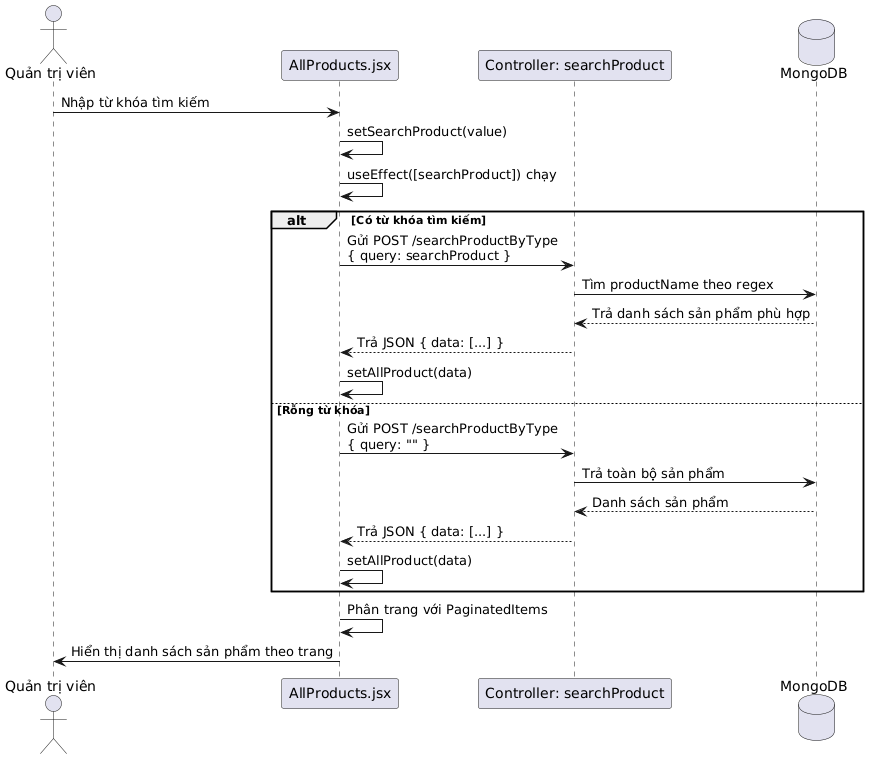 Quản trị viên
AllProducts.jsx
Controller: searchProduct
MongoDB
Nhập từ khóa tìm kiếm
setSearchProduct(value)
useEffect([searchProduct]) chạy
alt
[Có từ khóa tìm kiếm]
Gửi POST /searchProductByType
{ query: searchProduct }
Tìm productName theo regex
Trả danh sách sản phẩm phù hợp
Trả JSON { data: [...] }
setAllProduct(data)
[Rỗng từ khóa]
Gửi POST /searchProductByType
{ query: "" }
Trả toàn bộ sản phẩm
Danh sách sản phẩm
Trả JSON { data: [...] }
setAllProduct(data)
Phân trang với PaginatedItems
Hiển thị danh sách sản phẩm theo trang
Quản trị viên
AllProducts.jsx
Controller: searchProduct
MongoDB